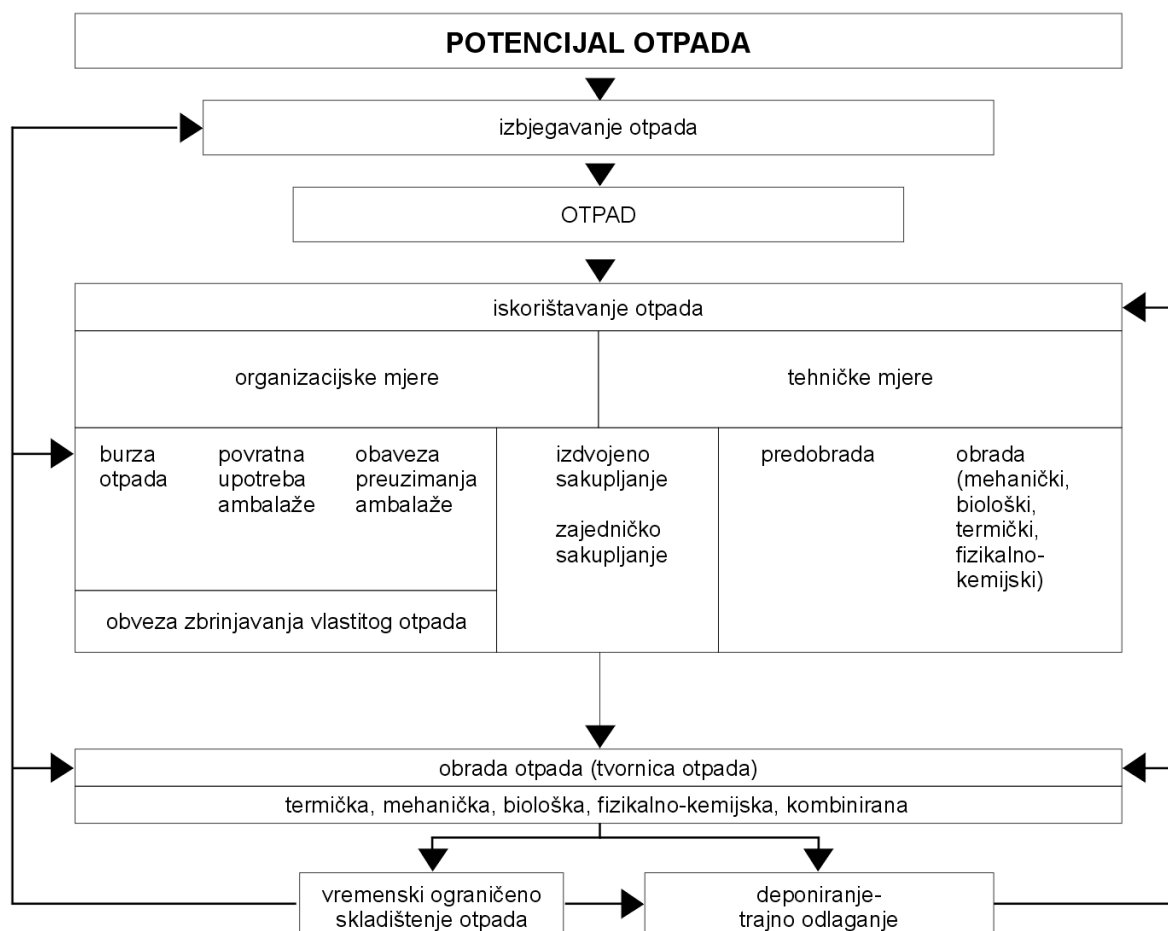 POTENCIJAL OTPADA
izbjegavanje otpada
OTPAD
iskorištavanje otpada
organizacijske mjere
tehničke mjere
burza
otpada
povratna
upotreba
ambalaže
obaveza
preuzimanja
ambalaže
izdvojeno
sakupljanje
zajedničko
sakupljanje
predobrada
obrada
(mehanički,
biološki,
termički,
fizikalno-
kemijski)
obveza zbrinjavanja vlastitog otpada
obrada otpada (tvornica otpada)
termička, mehanička, biološka, fizikalno-kemijska, kombinirana
vremenski ograničeno
skladištenje otpada
deponiranje-
trajno odlaganje